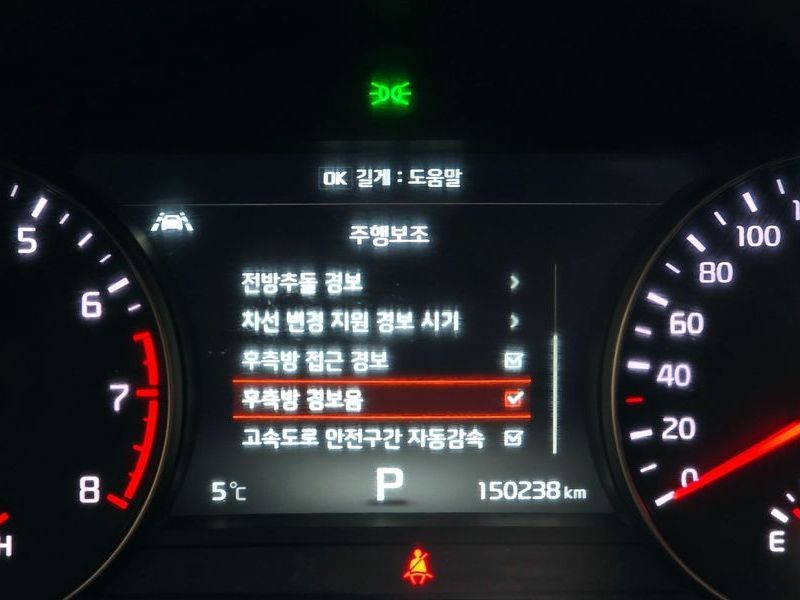 OK 길게 : 도움말
주행보조
전방추돌 경보
차선 변경 지원 경보 시기
후측방 접근 경보
후측방 경보음
고속도로 안전구간 자동감속
5℃
P
150238 km
5
6
7
8
H
100
80
60
40
20
0
E